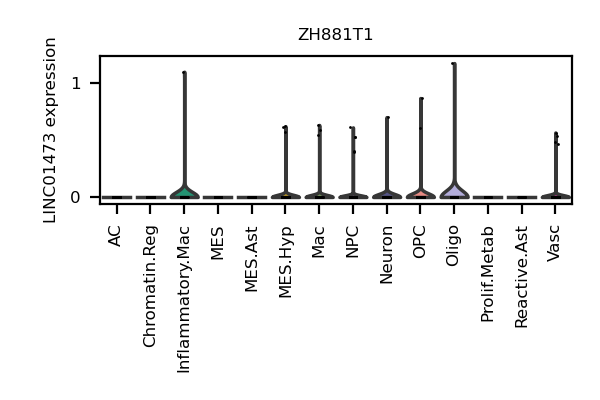 ZH881T1
LINC01473 expression
1
0
AC
Chromatin.Reg
Inflammatory.Mac
MES
MES.Ast
MES.Hyp
Mac
NPC
Neuron
OPC
Oligo
Prolif.Metab
Reactive.Ast
Vasc